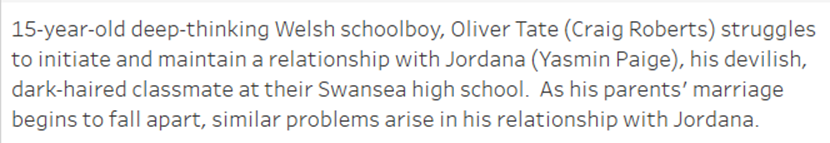 15-year-old deep-thinking Welsh schoolboy, Oliver Tate (Craig Roberts) struggles
to initiate and maintain a relationship with Jordana (Yasmin Paige), his devilish,
dark-haired classmate at their Swansea high school.  As his parents’ marriage
begins to fall apart, similar problems arise in his relationship with Jordana.